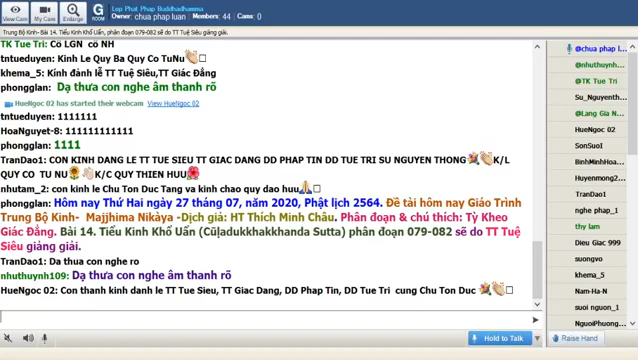 Lớp Phật Pháp Buddhadhamma
Owner: chua phap luan Members: 44 Cams: 0
View Cam
My Cam
Enlarge
G
ROOM
Trung Bộ Kinh- Bài 14. Tiểu Kinh Khổ Uẩn, phân đoạn 079-082 sẽ do TT Tuệ Siêu giảng giải.
TK Tue Tri: Cô LGN cô NH
tntueduyen: Kinh Le Quy Ba Quy Co TuNu
khema_5: Kính đảnh lễ TT Tuệ Siêu,TT Giác Đẳng
phongglan: Dạ thưa con nghe âm thanh rõ
HueNgoc 02 has started their webcam View HueNgoc 02
tntueduyen: 1111111
HoaNguyet-8: 111111111111
phongglan: 1111
TranDao1: CON KINH DANG LE TT TUE SIEU TT GIAC DANG DD PHAP TIN DD TUE TRI SU NGUYEN THONG K/L
QUY CO TU NU K/C QUY THIEN HUU
nhutam_2: con kinh le Chu Ton Duc Tang va kinh chao quy dao huu
phongglan: Hôm nay Thứ Hai ngày 27 tháng 07, năm 2020, Phật lịch 2564. Đề tài hôm nay Giáo Trình
Trung Bộ Kinh- Majjhima Nikàya -Dịch giả: HT Thích Minh Châu. Phân đoạn & chú thích: Tỳ Kheo
Giác Đẳng. Bài 14. Tiểu Kinh Khổ Uẩn (Cūḷadukkhakkhanda Sutta) phân đoạn 079-082 sẽ do TT Tuệ
Siêu giảng giải.
TranDao1: Da thua con nghe ro
nhuthuynh109: Dạ thưa con nghe âm thanh rõ
HueNgoc 02: Con thanh kinh danh le TT Tue Sieu, TT Giac Dang, DD Phap Tin, DD Tue Tri cung Chu Ton Duc
Hold to Talk
@chua phap l
@nhuthuynh
@TK Tue Tri
Su_Nguyenth
@Lang Gia N
HueNgoc 02
SonSuoi
BinhMinhHoa
Huyenmong2
TranDao1
nghe phap_1
thy lam
Dieu Giac 999
suongvo
khema_5
Nam-Ha-N
suoi nguon_1
NguoiPhuong
Raise Hand